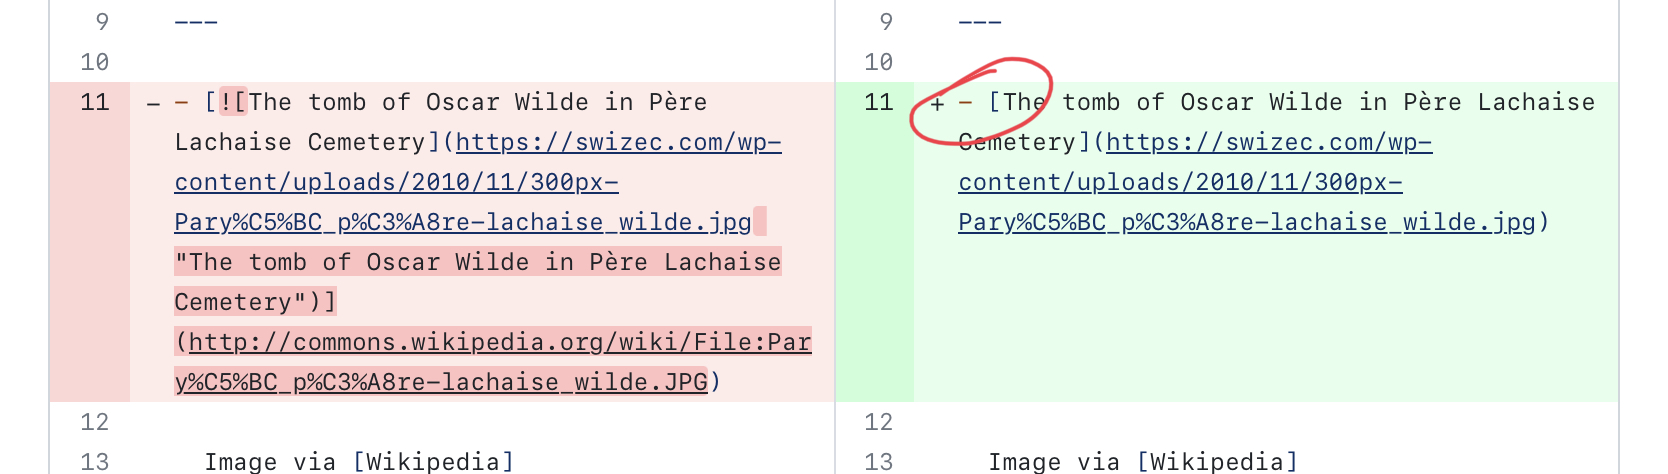 9 ---
10
11 - - [![The tomb of Oscar Wilde in Père
Lachaise Cemetery](https://swizec.com/wp-
content/uploads/2010/11/300px-
Pary%C5%BC_p%C3%A8re-lachaise_wilde.jpg
"The tomb of Oscar Wilde in Père Lachaise
Cemetery")]
(http://commons.wikipedia.org/wiki/File:Par
y%C5%BC_p%C3%A8re-lachaise_wilde.JPG)
12
13 Image via [Wikipedia]
9 ---
10
11 + - [The tomb of Oscar Wilde in Père Lachaise
Cemetery](https://swizec.com/wp-
content/uploads/2010/11/300px-
Pary%C5%BC_p%C3%A8re-lachaise_wilde.jpg)
12
13 Image via [Wikipedia]